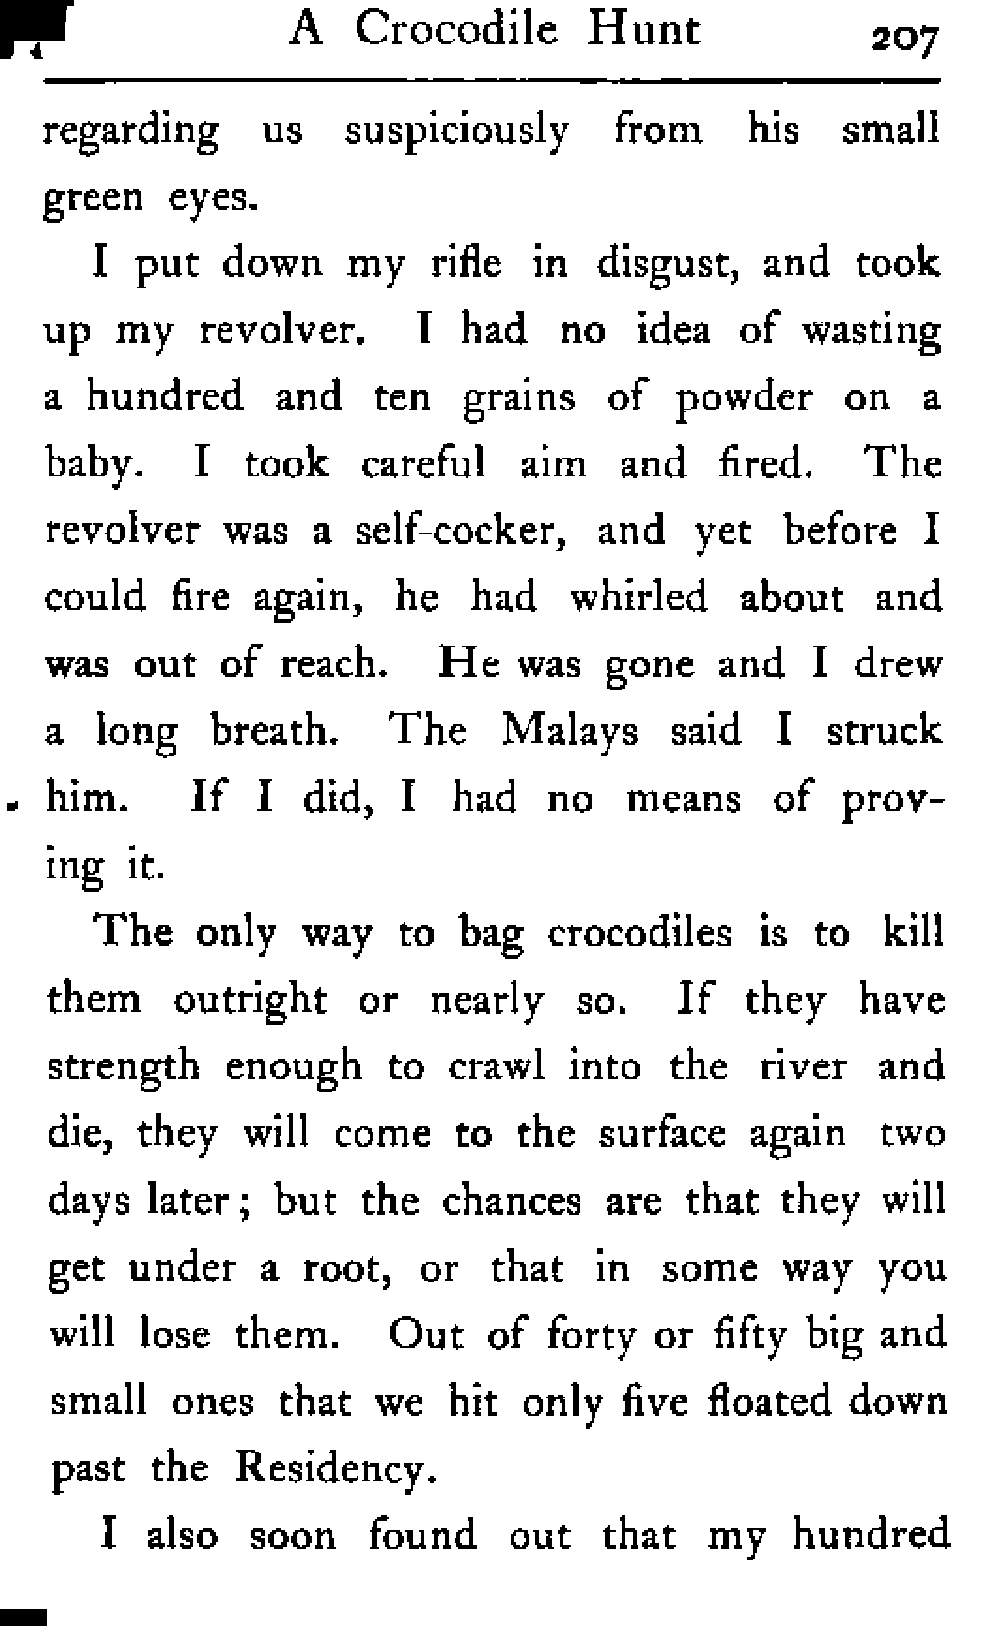 A Crocodile Hunt 207
regarding us suspiciously from his small
green eyes.
I put down my rifle in disgust, and took
up my revolver. I had no idea of wasting
a hundred and ten grains of powder on a
baby. I took careful aim and fired. The
revolver was a self-cocker, and yet before I
could fire again, he had whirled about and
was out of reach. He was gone and I drew
a long breath. The Malays said I struck
him. If I did, I had no means of prov-
ing it.
The only way to bag crocodiles is to kill
them outright or nearly so. If they have
strength enough to crawl into the river and
die, they will come to the surface again two
days later; but the chances are that they will
get under a root, or that in some way you
will lose them. Out of forty or fifty big and
small ones that we hit only five floated down
past the Residency.
I also soon found out that my hundred